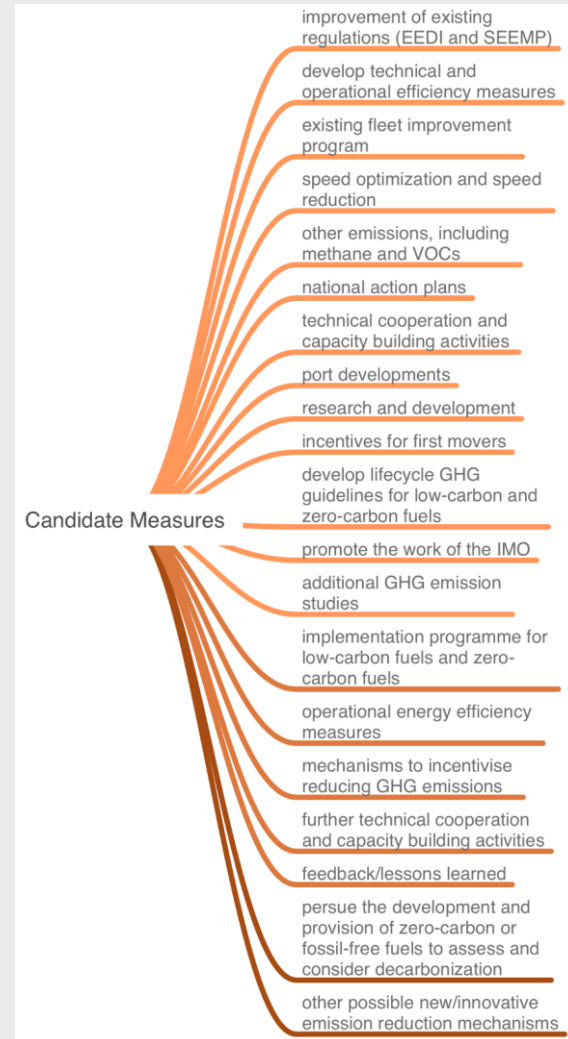 improvement of existing
regulations (EEDI and SEEMP)
develop technical and
operational efficiency measures
existing fleet improvement
program
speed optimization and speed
reduction
other emissions, including
methane and VOCs
national action plans
technical cooperation and
capacity building activities
port developments
research and development
incentives for first movers
develop lifecycle GHG
guidelines for low-carbon and
zero-carbon fuels
Candidate Measures
promote the work of the IMO
additional GHG emission
studies
implementation programme for
low-carbon fuels and zero-
carbon fuels
operational energy efficiency
measures
mechanisms to incentivise
reducing GHG emissions
further technical cooperation
and capacity building activities
feedback/lessons learned
persue the development and
provision of zero-carbon or
fossil-free fuels to assess and
consider decarbonization
other possible new/innovative
emission reduction mechanisms